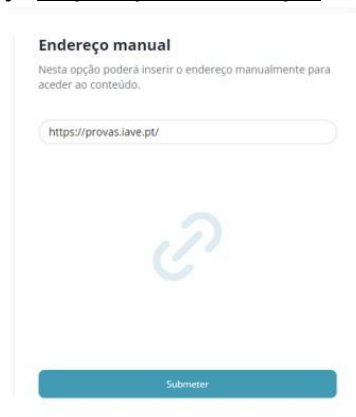 Endereço manual
Nesta opção poderá inserir o endereço manualmente para
aceder ao conteúdo.
https://provas.iave.pt/
Submeter